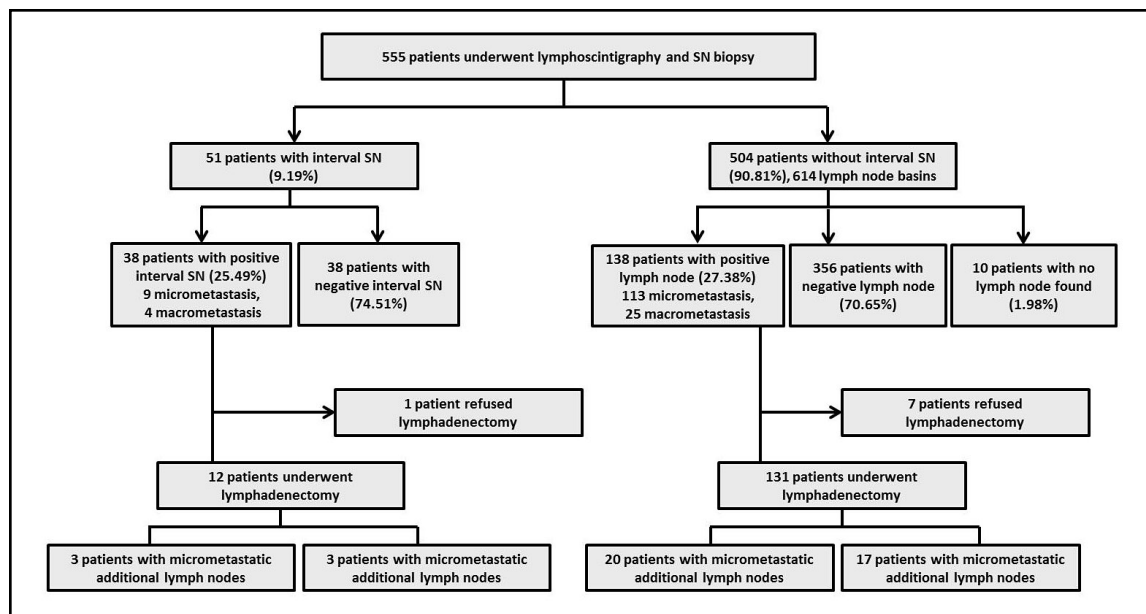 555 patients underwent lymphoscintigraphy and SN biopsy
51 patients with interval SN
(9.19%)
504 patients without interval SN
(90.81%), 614 lymph node basins
38 patients with positive
interval SN (25.49%)
9 micrometastasis,
4 macrometastasis
38 patients with
negative interval SN
(74.51%)
138 patients with positive
lymph node (27.38%)
113 micrometastasis,
25 macrometastasis
356 patients with
negative lymph node
(70.65%)
10 patients with no
lymph node found
(1.98%)
1 patient refused
lymphadenectomy
7 patients refused
lymphadenectomy
12 patients underwent
lymphadenectomy
131 patients underwent
lymphadenectomy
3 patients with micrometastatic
additional lymph nodes
3 patients with micrometastatic
additional lymph nodes
20 patients with micrometastatic
additional lymph nodes
17 patients with micrometastatic
additional lymph nodes